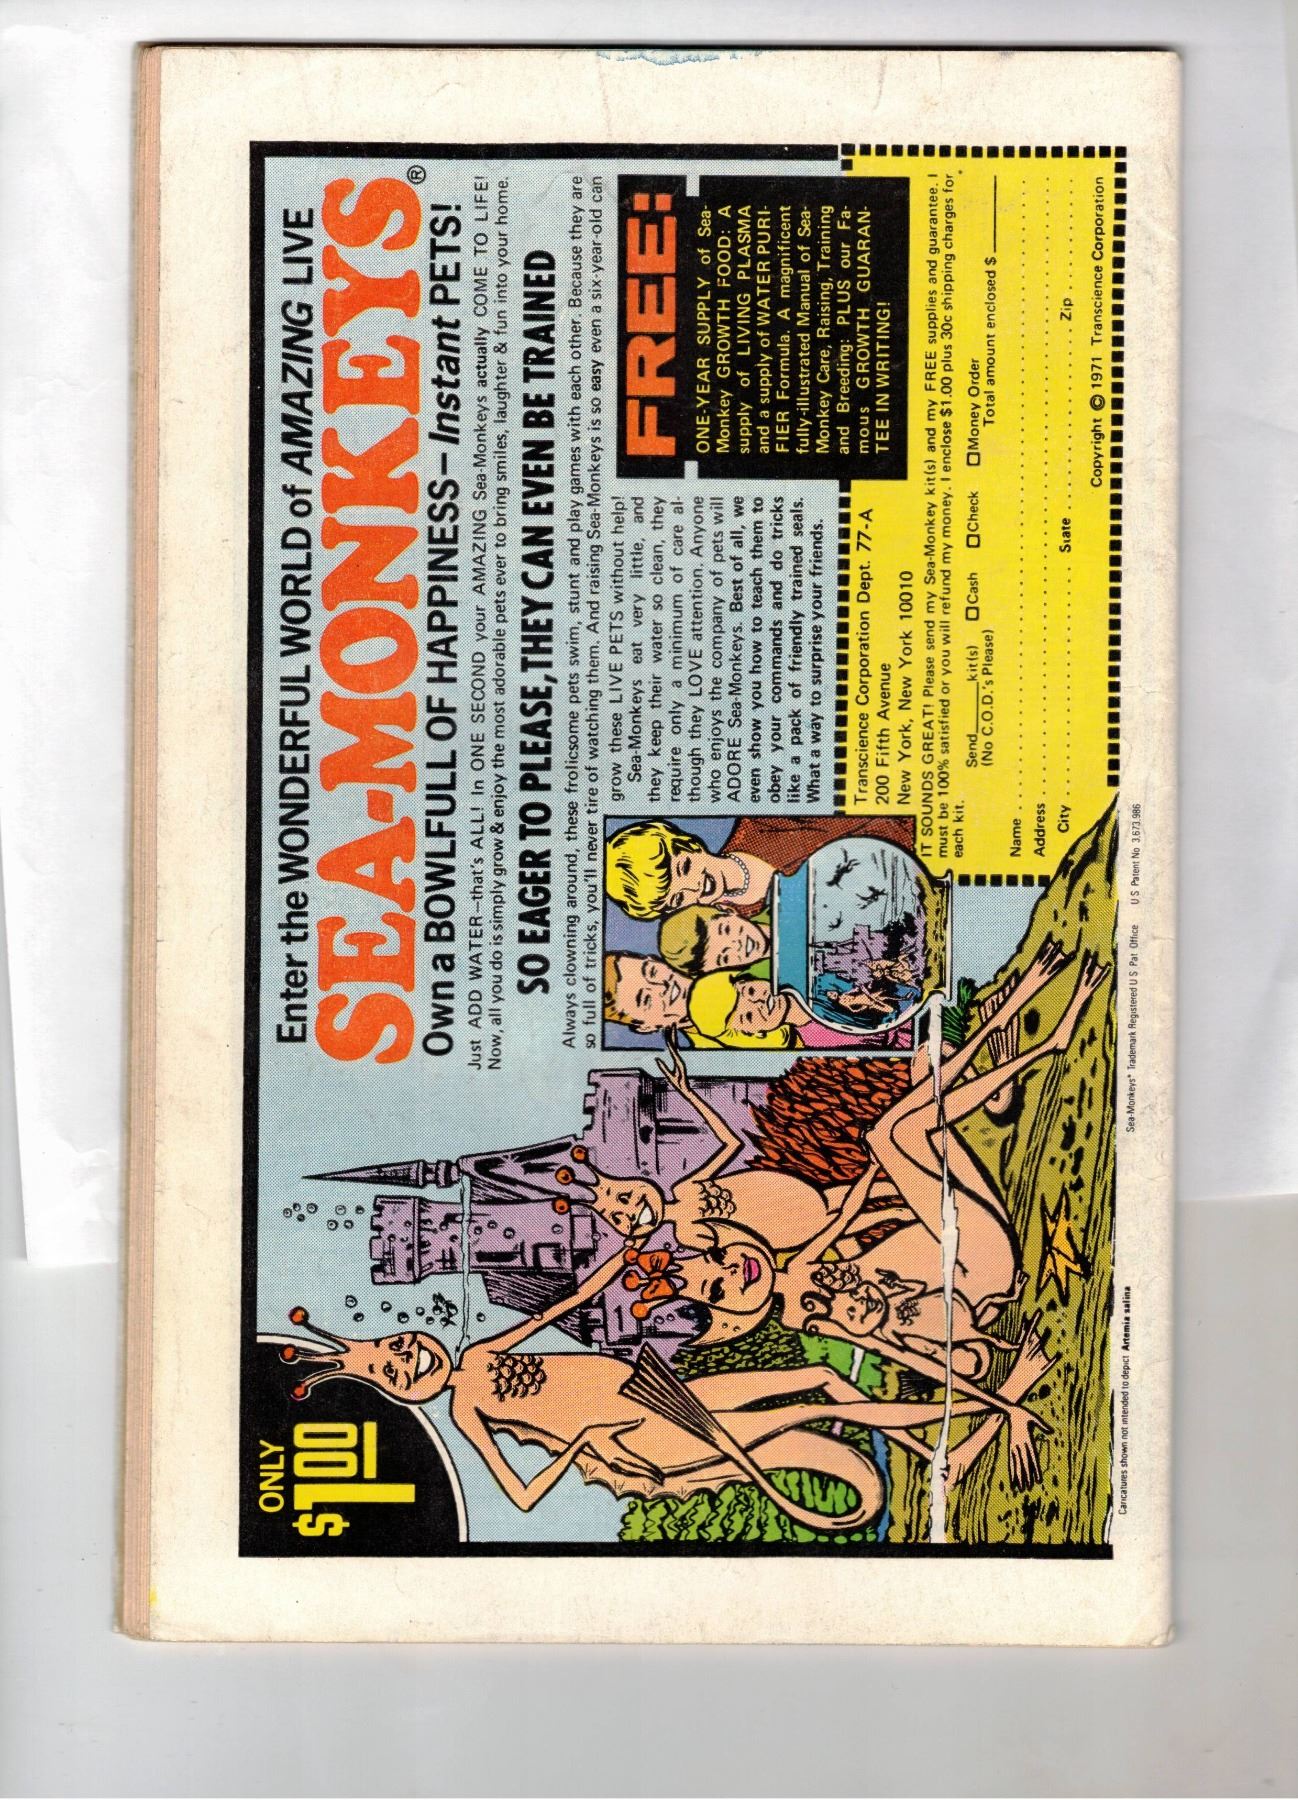 ONLY
$1.00
Enter the WONDERFUL WORLD of AMAZING LIVE
SEA-MONKEYS®
Own a BOWLFULL OF HAPPINESS—Instant PETS!
Just ADD WATER—that's ALL! In ONE SECOND your AMAZING Sea-Monkeys actually COME TO LIFE!
Now, all you do is simply grow & enjoy the most adorable pets ever to bring smiles, laughter & fun into your home.
SO EAGER TO PLEASE, THEY CAN EVEN BE TRAINED
Always clowning around, these frolicsome pets swim, stunt and play games with each other. Because they are
so full of tricks, you'll never tire of watching them. And raising Sea-Monkeys is so easy even a six-year-old can
grow these LIVE PETS without help!
Sea-Monkeys eat very little, and
they keep their water so clean, they
require only a minimum of care al-
though they LOVE attention. Anyone
who enjoys the company of pets will
ADORE Sea-Monkeys. Best of all, we
even show you how to teach them to
obey your commands and do tricks
like a pack of friendly trained seals.
What a way to surprise your friends.
FREE:
ONE-YEAR SUPPLY of Sea-
Monkey GROWTH FOOD: A
supply of LIVING PLASMA
and is a supply of WATER PURI-
FIER Formula. A magnificent
fully-illustrated Manual of Sea-
Monkey Care, Raising, Training
and Breeding: PLUS our Fa-
mous GROWTH GUARAN-
TEE IN WRITING!
Transcience Corporation Dept. 77-A
200 Fifth Avenue
New York, New York 10010
IT SOUNDS GREAT! Please send my Sea-Monkey kit(s) and my FREE supplies and guarantee. I
must be 100% satisfied or you will refund my money. I enclose $1.00 plus 30c shipping charges for
each kit.
Send____kit(s) □Cash □Check □Money Order
(No C.O.D.'s Please) Total amount enclosed $ ______
Name
Address
City State Zip
Copyright © 1971 Transcience Corporation
Caricatures shown not intended to depict Artemia salina
Sea-Monkeys® Trademark Registered U S Pat Office U S Patent No 3,673,986